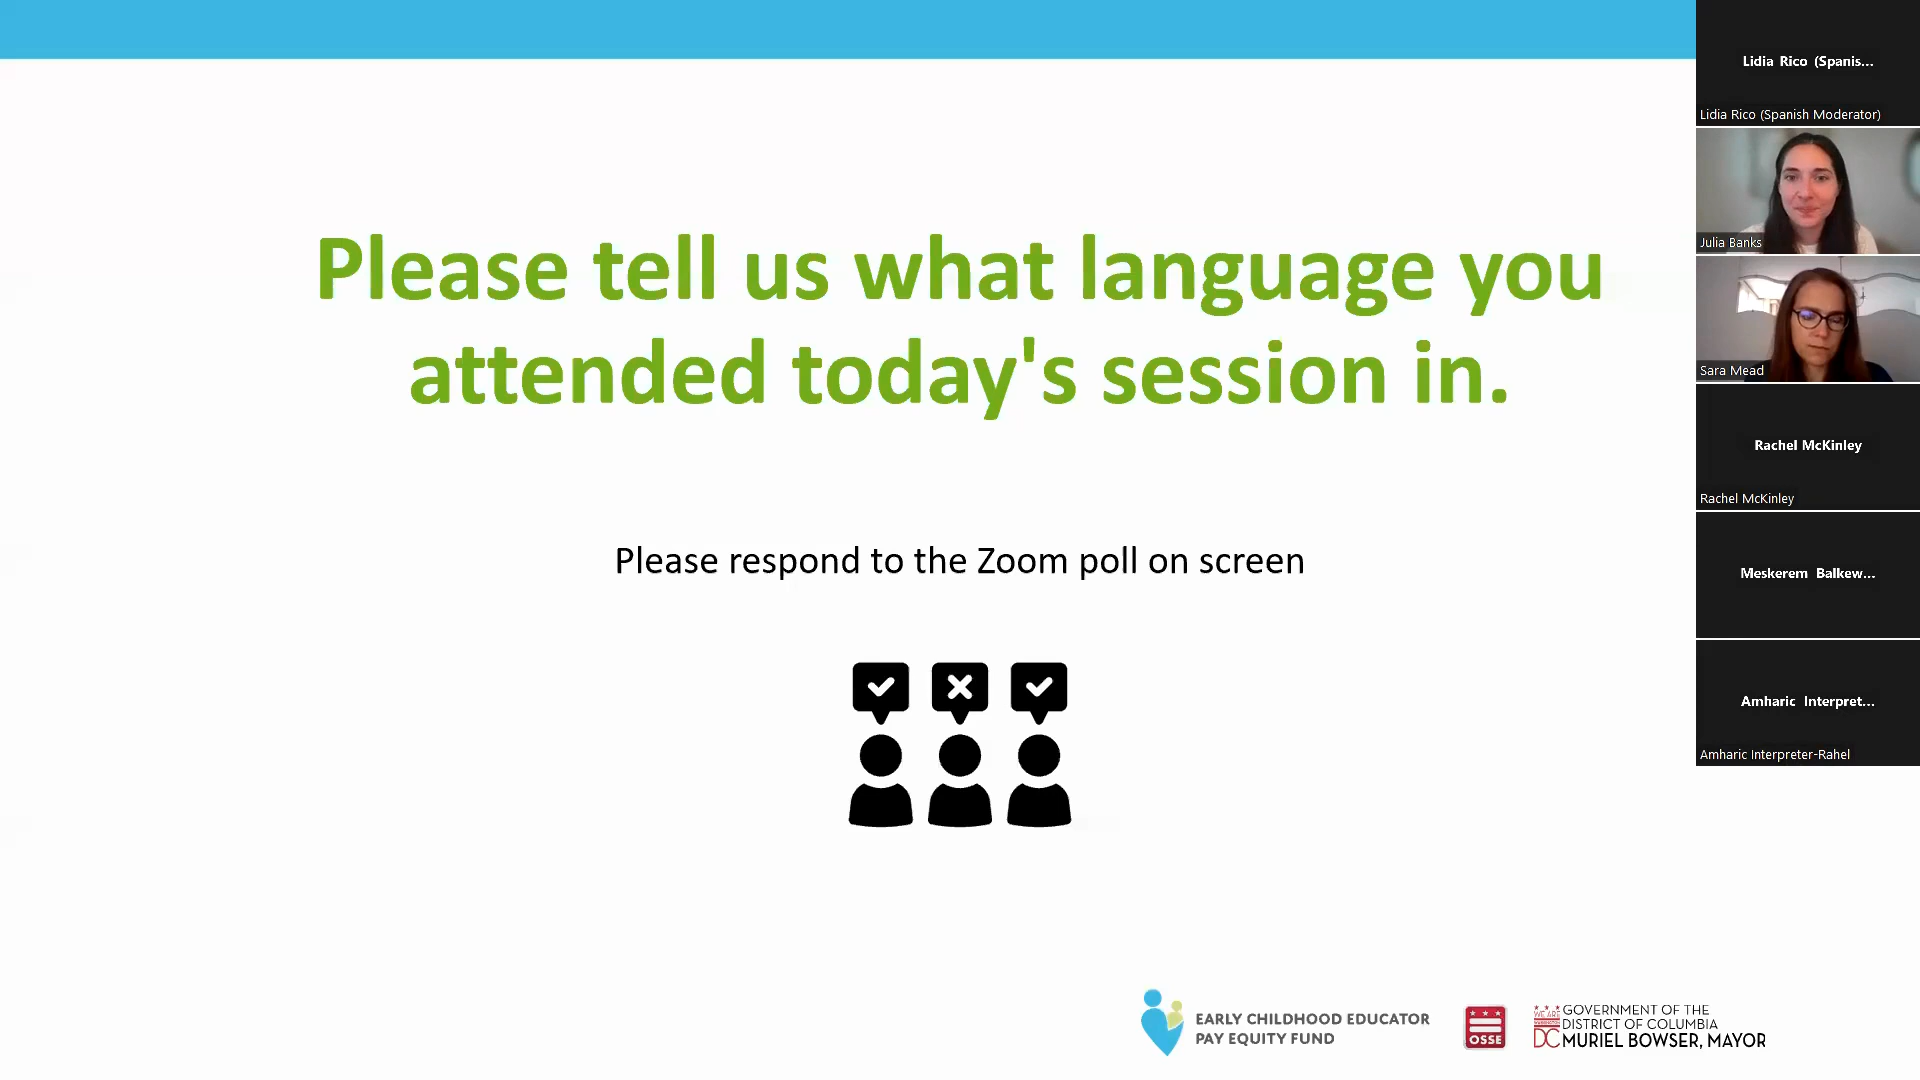 Please tell us what language you
attended today's session in.
Please respond to the Zoom poll on screen
EARLY CHILDHOOD EDUCATOR
PAY EQUITY FUND
OSSE
WE ARE
WASHINGTON
DC
GOVERNMENT OF THE
DISTRICT OF COLUMBIA
MURIEL BOWSER, MAYOR
Lidia Rico (Spanis...
Lidia Rico (Spanish Moderator)
Julia Banks
Sara Mead
Rachel McKinley
Rachel McKinley
Meskerem Balkew...
Amharic Interpret...
Amharic Interpreter-Rahel